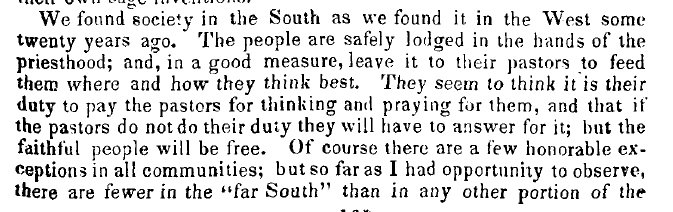 We found society in the South as we found it in the West some
twenty years ago. The people are safely lodged in the hands of the
priesthood; and, in a good measure, leave it to their pastors to feed
them where and how they think best. They seem to think it is their
duty to pay the pastors for thinking and praying for them, and that if
the pastors do not do their duty they will have to answer for it; but the
faithful people will be free. Of course there are a few honorable ex-
ceptions in all communities; but so far as I had opportunity to observe,
there are fewer in the "far South" than in any other portion of the